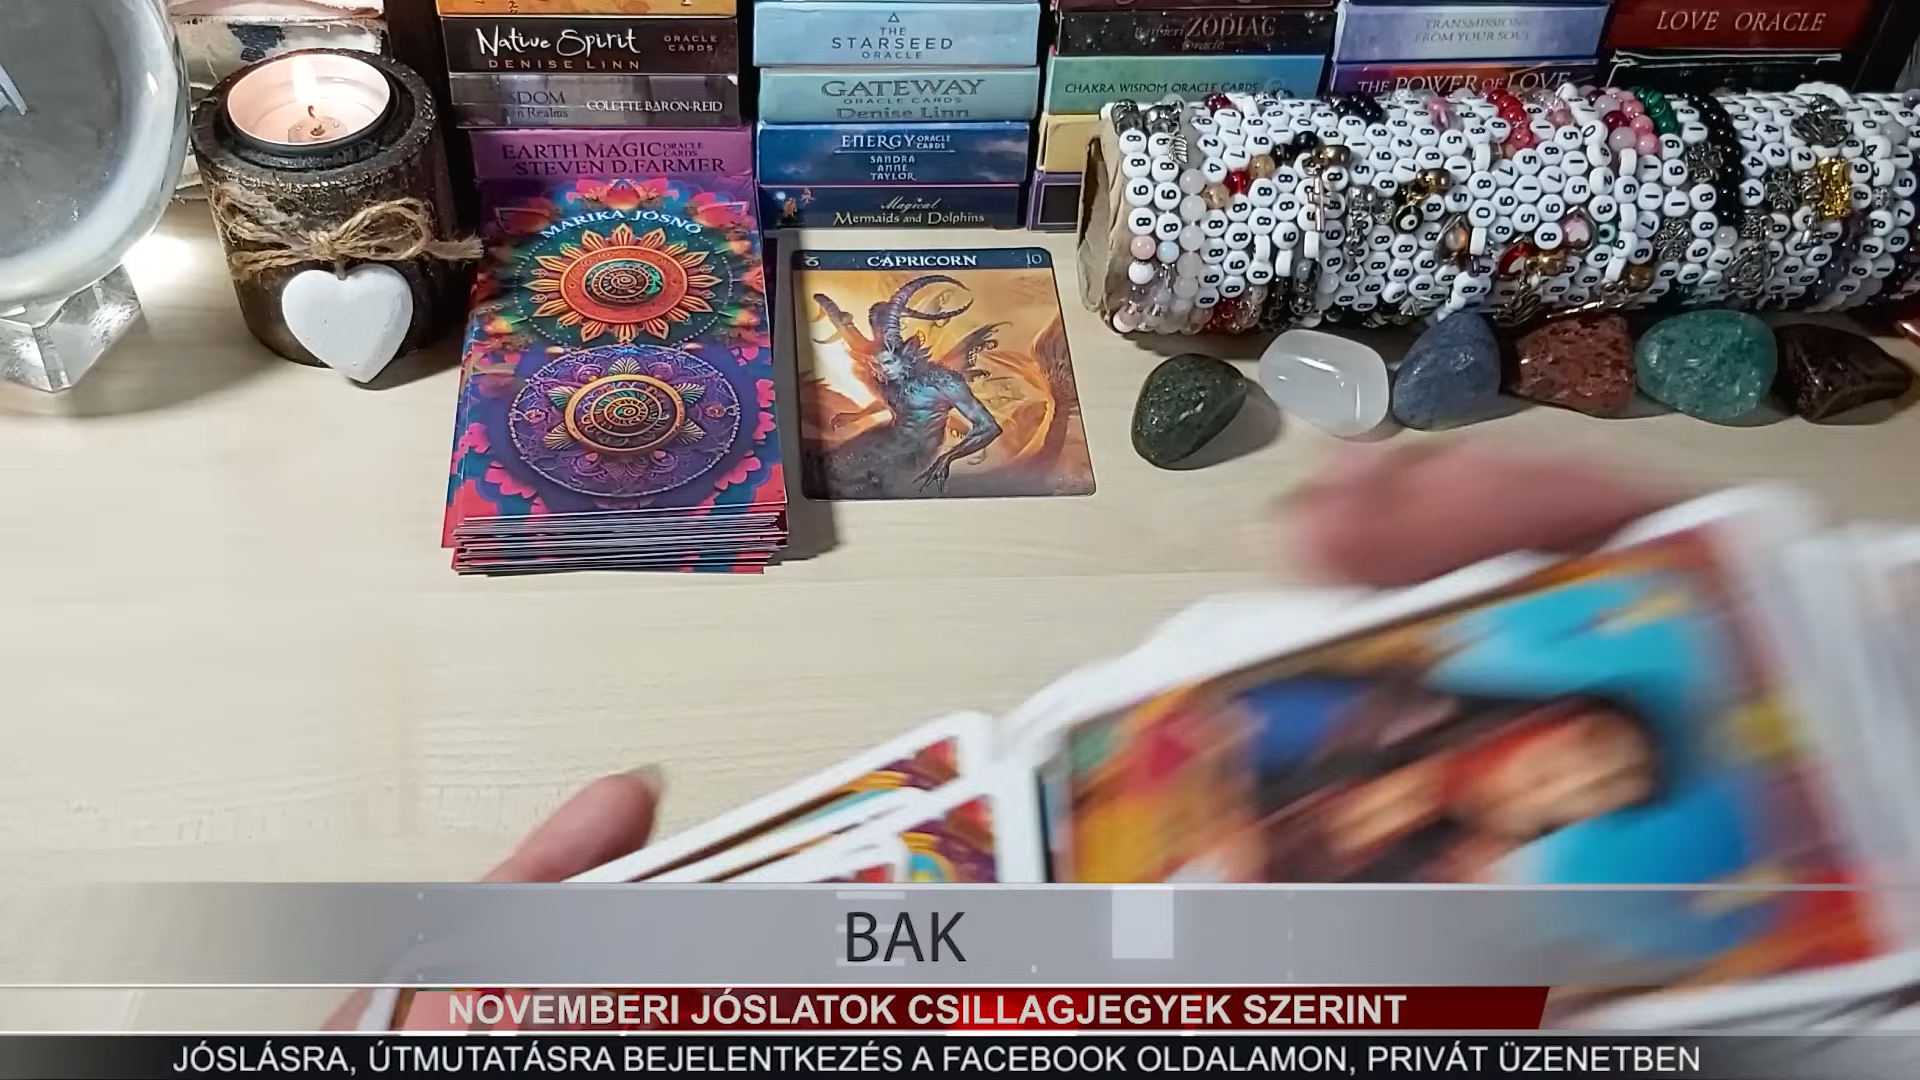 Native Spirit
ORACLE CARDS
DENISE LINN
COLETTE BARON-REID
EARTH MAGIC ORACLE CARDS
STEVEN D. FARMER
THE
STARSEED
ORACLE
GATEWAY
ORACLE CARDS
Denise Linn
ENERGY ORACLE CARDS
SANDRA
ANNE
TAYLOR
Magical
Mermaids and Dolphins
ZODIAC
Oracle
CHAKRA WISDOM ORACLE CARDS
TRANSMISSIONS
FROM YOUR SOUL
THE POWER OF LOVE
LOVE ORACLE
MARIKA JÓSNŐ
CAPRICORN
10
BAK
NOVEMBERI JÓSLATOK CSILLAGJEGYEK SZERINT
JÓSLÁSRA, ÚTMUTATÁSRA BEJELENTKEZÉS A FACEBOOK OLDALAMON, PRIVÁT ÜZENETBEN